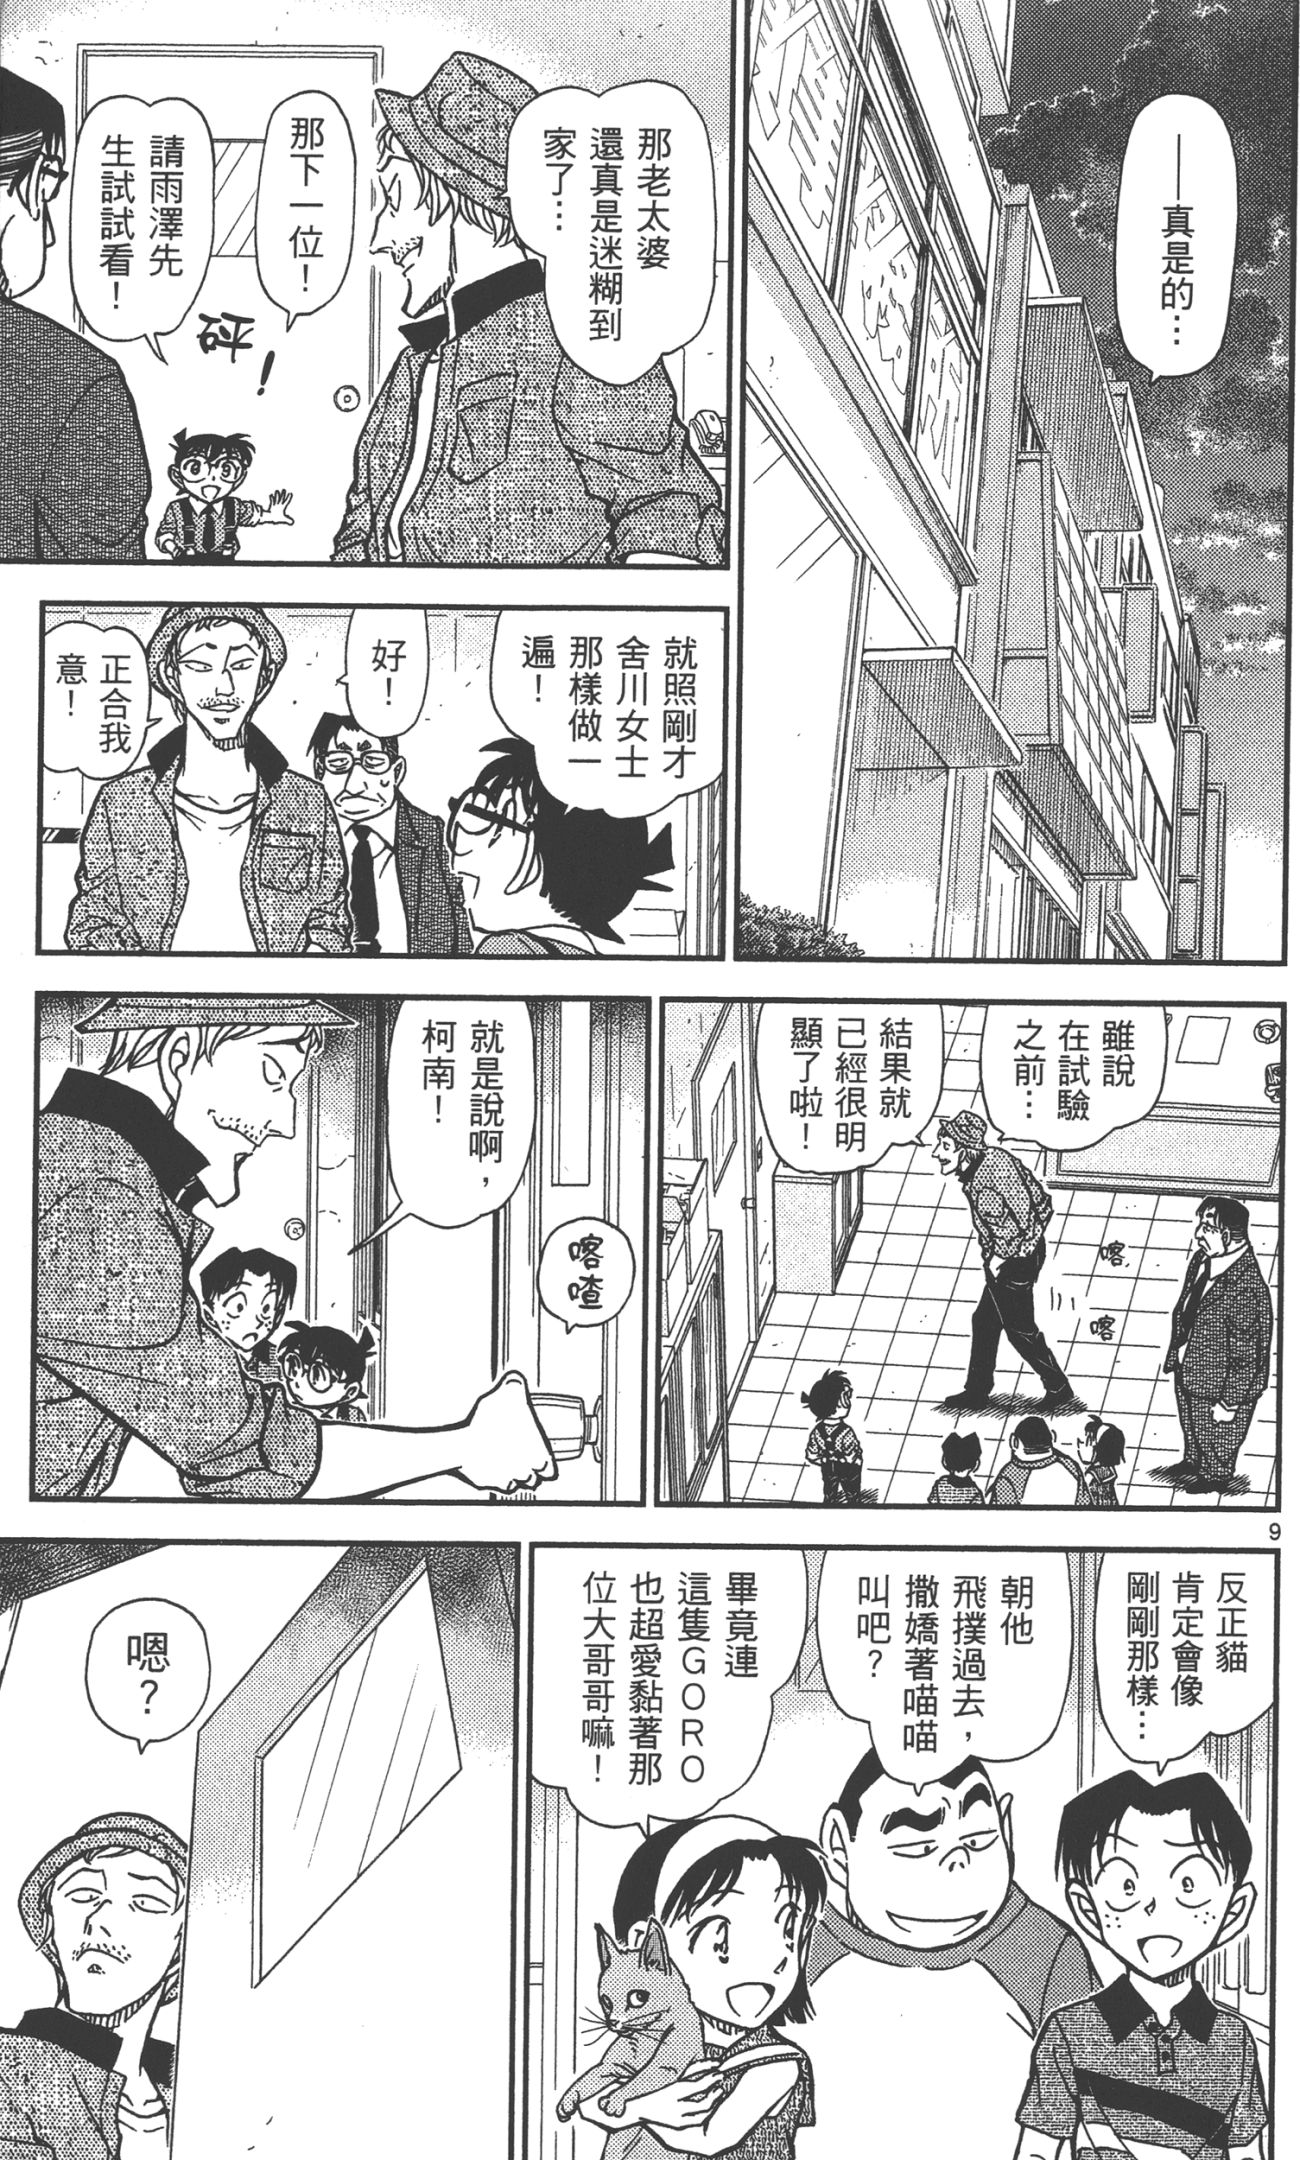 ——真是的…
那老太婆
還真是迷糊到
家了…
那下一位！
請雨澤先
生試試看！
砰！
就照剛才
舍川女士
那樣做一
遍！
好！
正合我
意！
雖說
在試驗
之前…
結果就
已經很明
顯了啦！
喀
喀
就是說啊，
柯南！
喀喳
9
反正貓
肯定會像
剛剛那樣…
朝他
飛撲過去，
撒嬌著喵喵
叫吧？
畢竟連
這隻GORO
也超愛黏著那
位大哥哥嘛！
嗯？